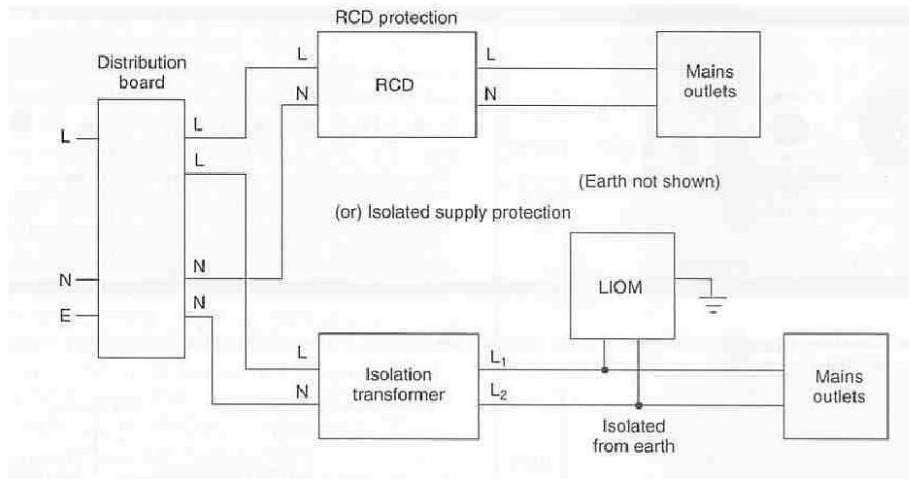 RCD protection
Distribution
board
L
N
E
L
L
N
N
L
N
RCD
L
N
Mains
outlets
(Earth not shown)
(or) Isolated supply protection
LIOM
L
N
Isolation
transformer
L₁
L₂
Isolated
from earth
Mains
outlets